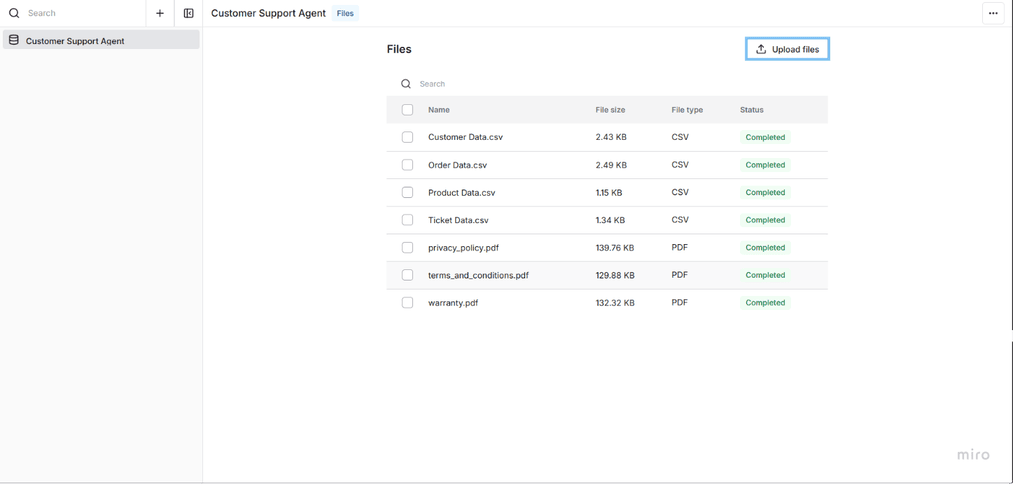 Search
Customer Support Agent Files
Customer Support Agent
Files
Upload files
Search
Name File size File type Status
Customer Data.csv 2.43 KB CSV Completed
Order Data.csv 2.49 KB CSV Completed
Product Data.csv 1.15 KB CSV Completed
Ticket Data.csv 1.34 KB CSV Completed
privacy_policy.pdf 139.76 KB PDF Completed
terms_and_conditions.pdf 129.88 KB PDF Completed
warranty.pdf 132.32 KB PDF Completed
miro